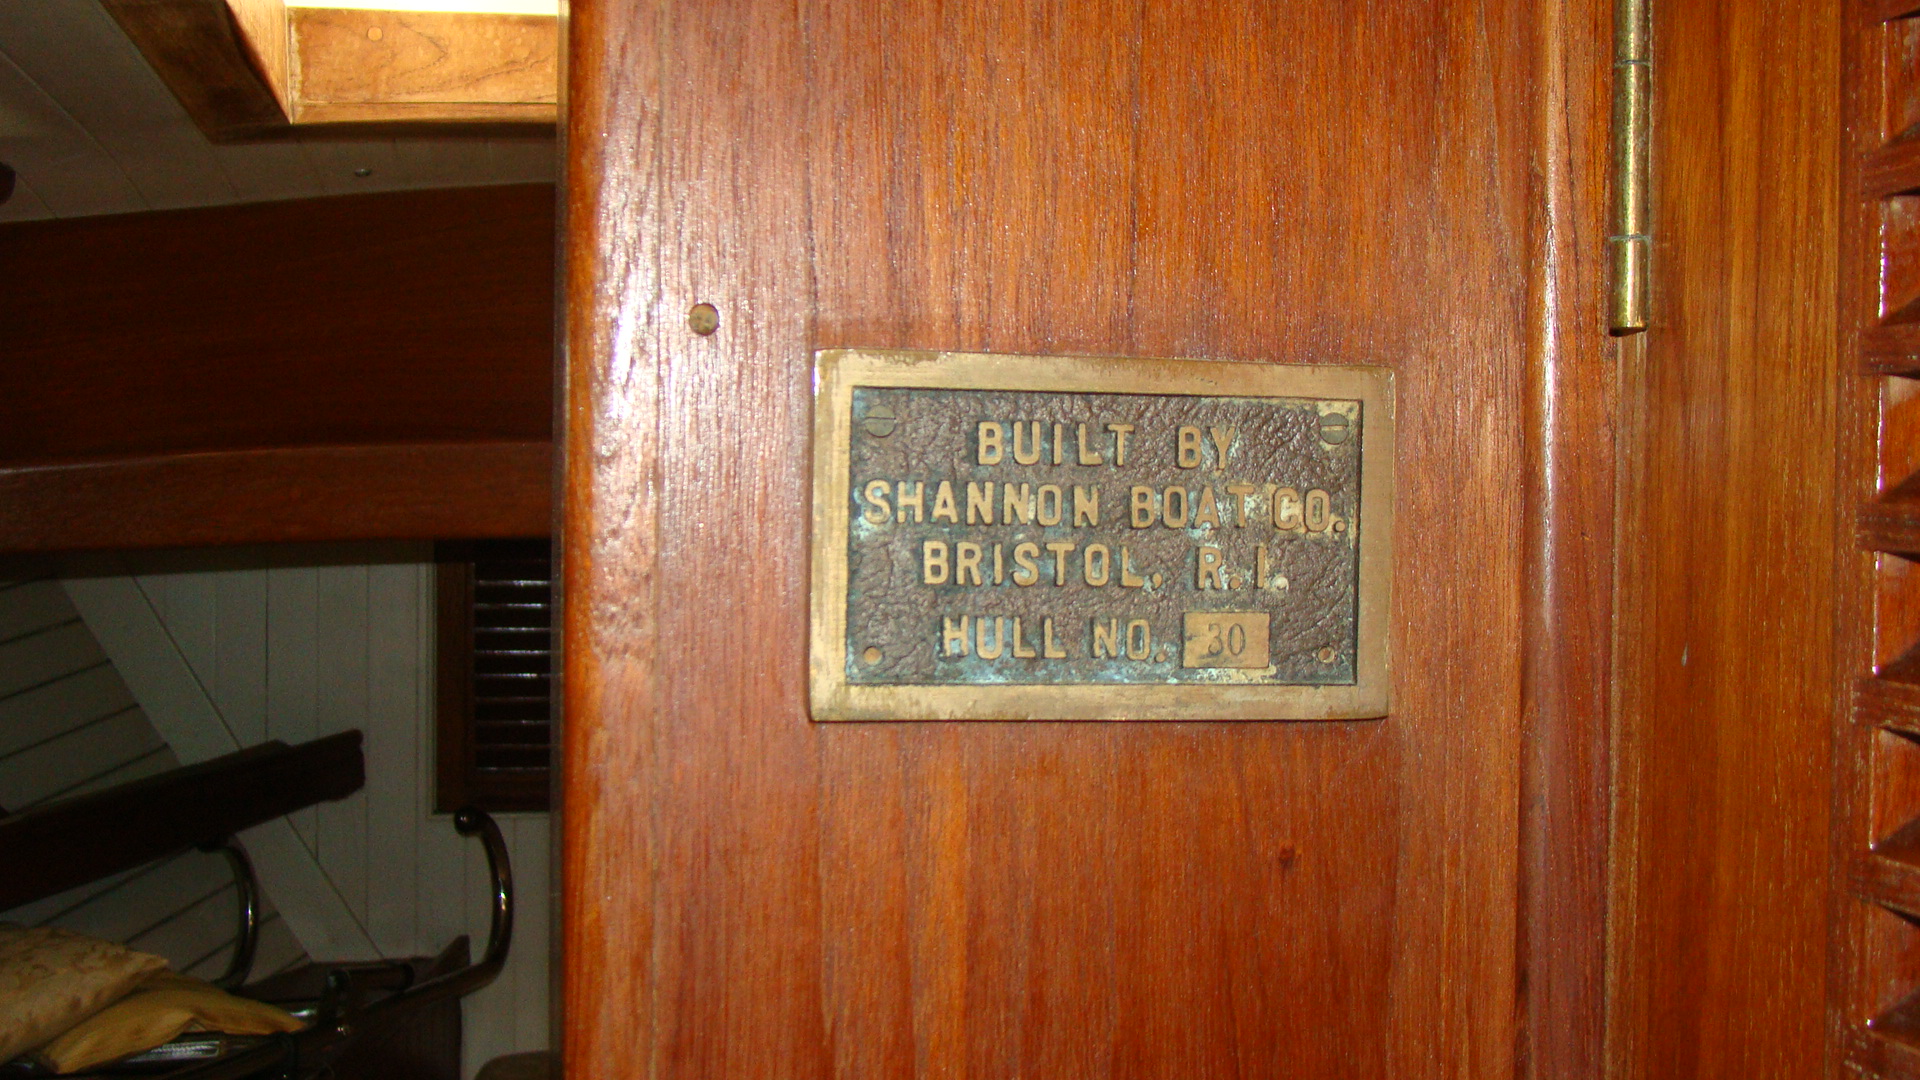 BUILT BY
SHANNON BOAT CO.
BRISTOL, R.I.
HULL NO. 30